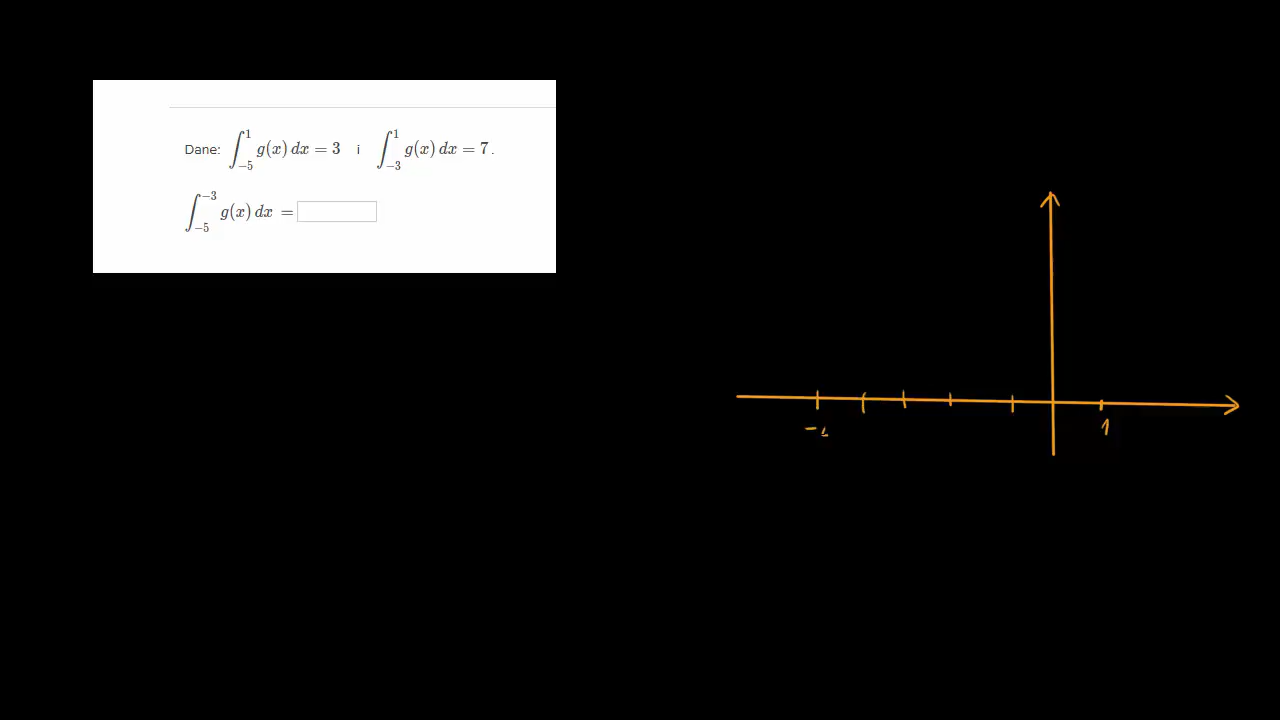 Dane: ∫_{-5}^{1} g(x) dx = 3 i ∫_{-3}^{1} g(x) dx = 7.
∫_{-5}^{-3} g(x) dx =
1